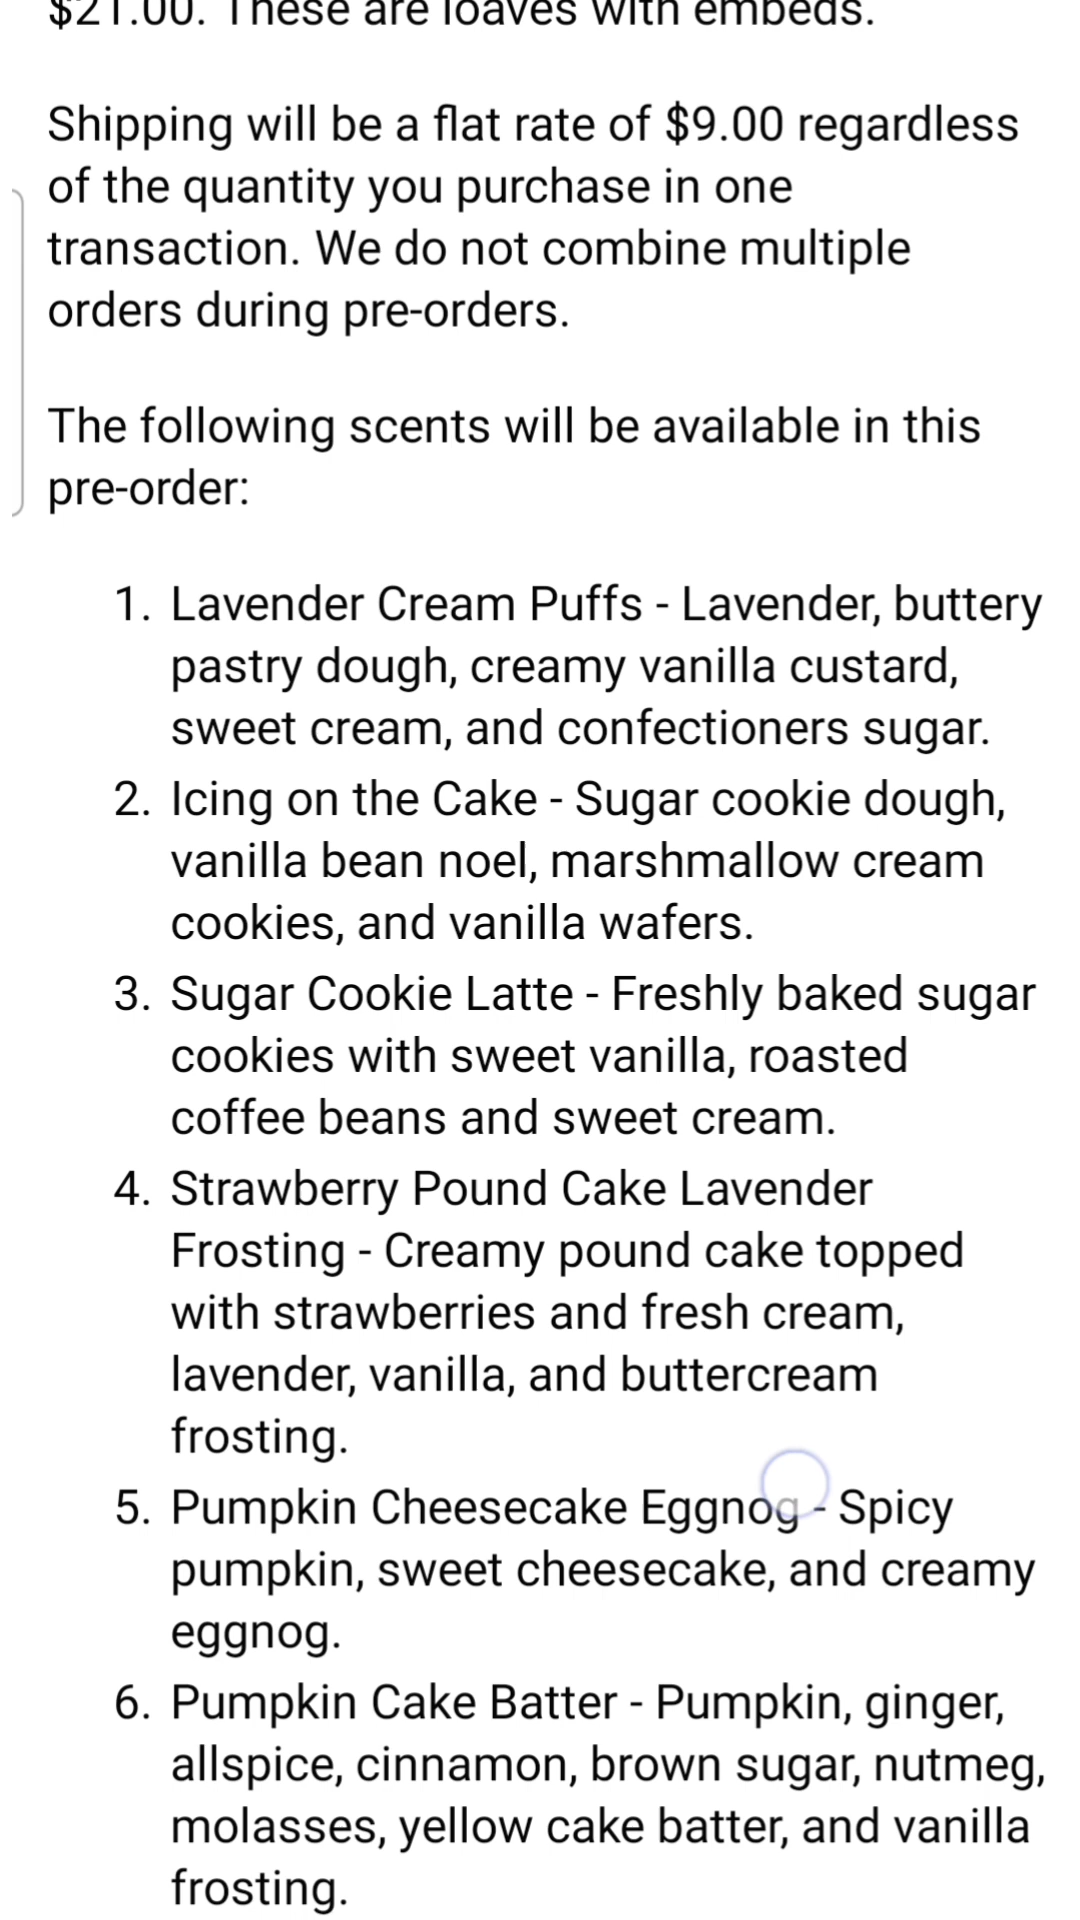 $21.00. These are loaves with embeds.
Shipping will be a flat rate of $9.00 regardless
of the quantity you purchase in one
transaction. We do not combine multiple
orders during pre-orders.
The following scents will be available in this
pre-order:
1. Lavender Cream Puffs - Lavender, buttery
pastry dough, creamy vanilla custard,
sweet cream, and confectioners sugar.
2. Icing on the Cake - Sugar cookie dough,
vanilla bean noel, marshmallow cream
cookies, and vanilla wafers.
3. Sugar Cookie Latte - Freshly baked sugar
cookies with sweet vanilla, roasted
coffee beans and sweet cream.
4. Strawberry Pound Cake Lavender
Frosting - Creamy pound cake topped
with strawberries and fresh cream,
lavender, vanilla, and buttercream
frosting.
5. Pumpkin Cheesecake Eggnog - Spicy
pumpkin, sweet cheesecake, and creamy
eggnog.
6. Pumpkin Cake Batter - Pumpkin, ginger,
allspice, cinnamon, brown sugar, nutmeg,
molasses, yellow cake batter, and vanilla
frosting.